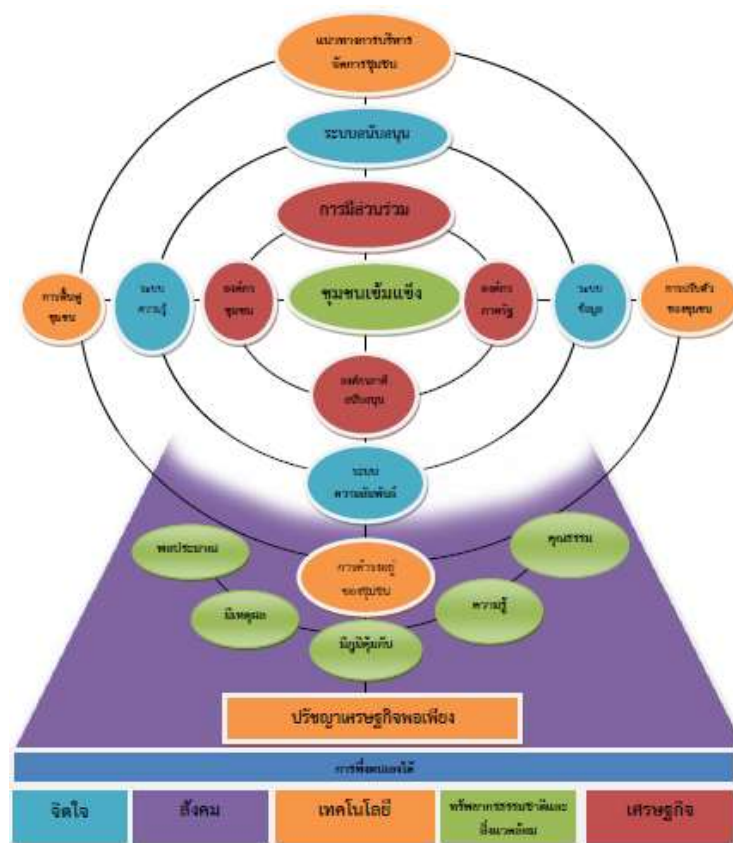 แนวทางการบริหาร
จัดการชุมชน
ระบบสนับสนุน
การมีส่วนร่วม
การฟื้นฟู
ชุมชน
ระบบ
ความรู้
องค์กร
ชุมชน
ชุมชนเข้มแข็ง
องค์กร
ภาครัฐ
ระบบ
ข้อมูล
การปรับตัว
ของชุมชน
องค์กรภาคี
สนับสนุน
ระบบ
ความสัมพันธ์
พอประมาณ
คุณธรรม
การดำรงอยู่
ของชุมชน
มีเหตุผล
ความรู้
มีภูมิคุ้มกัน
ปรัชญาเศรษฐกิจพอเพียง
การพึ่งตนเองได้
จิตใจ
สังคม
เทคโนโลยี
ทรัพยากรธรรมชาติและ
สิ่งแวดล้อม
เศรษฐกิจ